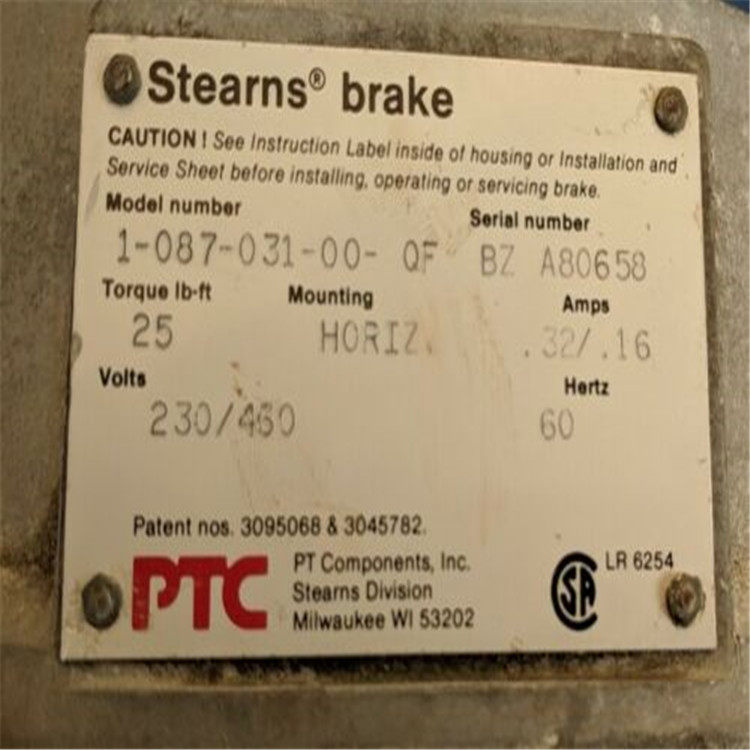 Stearns® brake
CAUTION ! See Instruction Label inside of housing or Installation and
Service Sheet before installing, operating or servicing brake.
Model number Serial number
1-087-031-00- QF BZ A80658
Torque lb-ft Mounting Amps
25 HORIZ. .32/.16
Volts Hertz
230/460 60
Patent nos. 3095068 & 3045782.
PTC PT Components, Inc.
Stearns Division
Milwaukee WI 53202
SA LR 6254